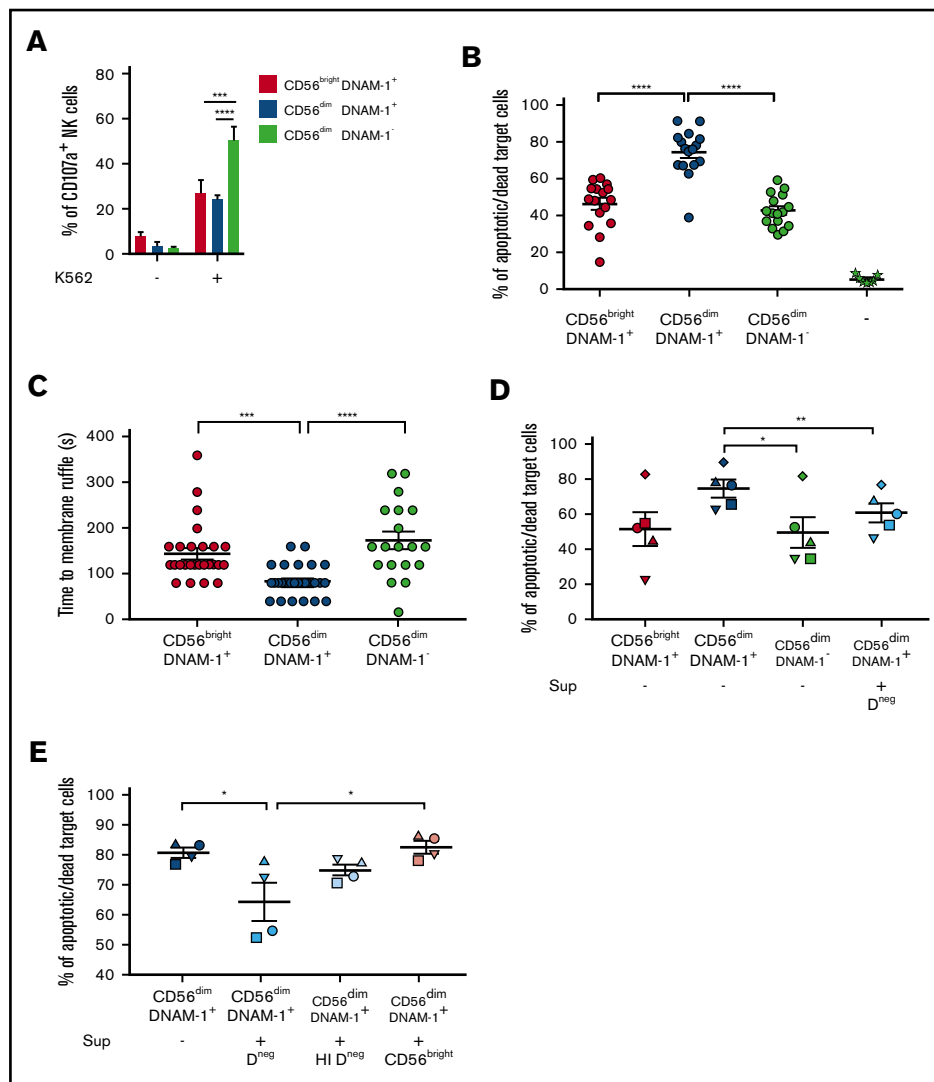 A
% of CD107a+ NK cells
80
60
40
20
0
***
****
K562
-
+
CD56bright DNAM-1+
CD56dim DNAM-1+
CD56dim DNAM-1-
B
% of apoptotic/dead target cells
100
80
60
40
20
0
****
****
CD56bright
DNAM-1+
CD56dim
DNAM-1+
CD56dim
DNAM-1-
-
C
Time to membrane ruffle (s)
400
300
200
100
0
***
****
CD56bright
DNAM-1+
CD56dim
DNAM-1+
CD56dim
DNAM-1-
D
% of apoptotic/dead target cells
100
80
60
40
20
0
**
*
CD56bright
DNAM-1+
CD56dim
DNAM-1+
CD56dim
DNAM-1-
CD56dim
DNAM-1+
Sup
-
-
-
+
Dneg
E
% of apoptotic/dead target cells
100
90
80
70
60
50
40
*
*
CD56dim
DNAM-1+
CD56dim
DNAM-1+
CD56dim
DNAM-1+
CD56dim
DNAM-1+
Sup
-
+
Dneg
+
HI Dneg
+
CD56bright